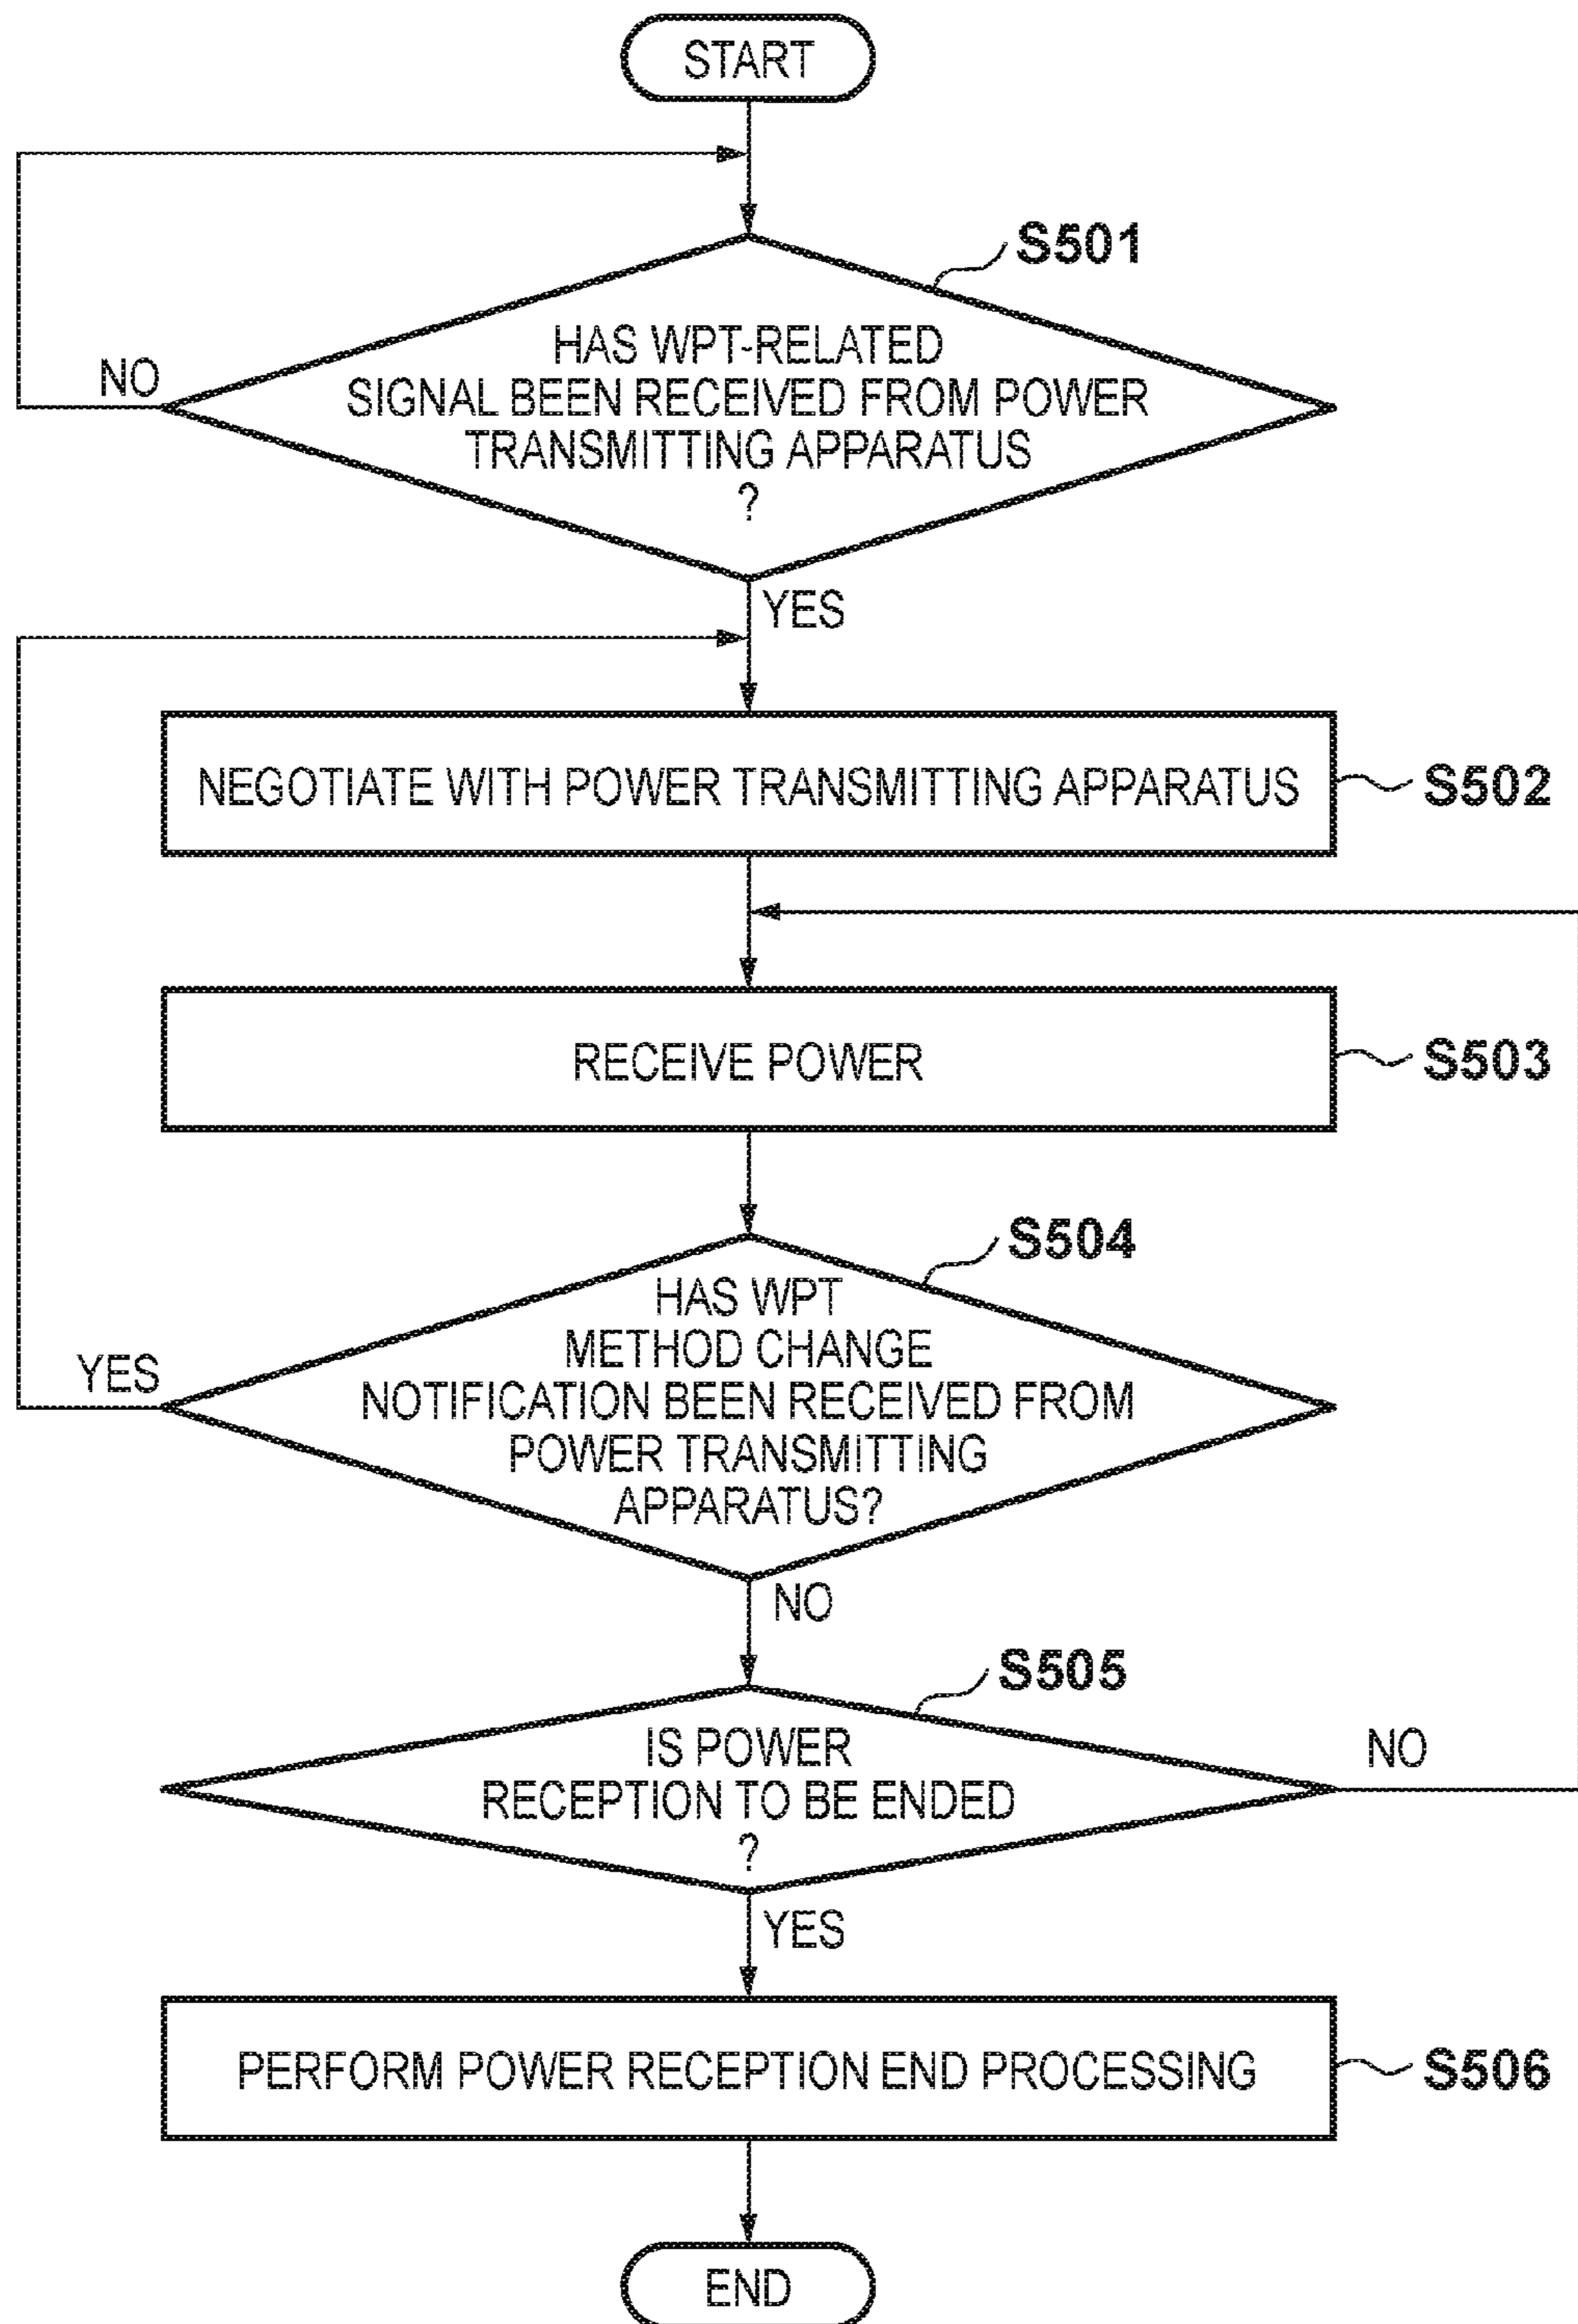 START
S501
HAS WPT-RELATED
SIGNAL BEEN RECEIVED FROM POWER
TRANSMITTING APPARATUS
?
NO
YES
NEGOTIATE WITH POWER TRANSMITTING APPARATUS
S502
RECEIVE POWER
S503
S504
HAS WPT
METHOD CHANGE
NOTIFICATION BEEN RECEIVED FROM
POWER TRANSMITTING
APPARATUS?
YES
NO
S505
IS POWER
RECEPTION TO BE ENDED
?
NO
YES
PERFORM POWER RECEPTION END PROCESSING
S506
END